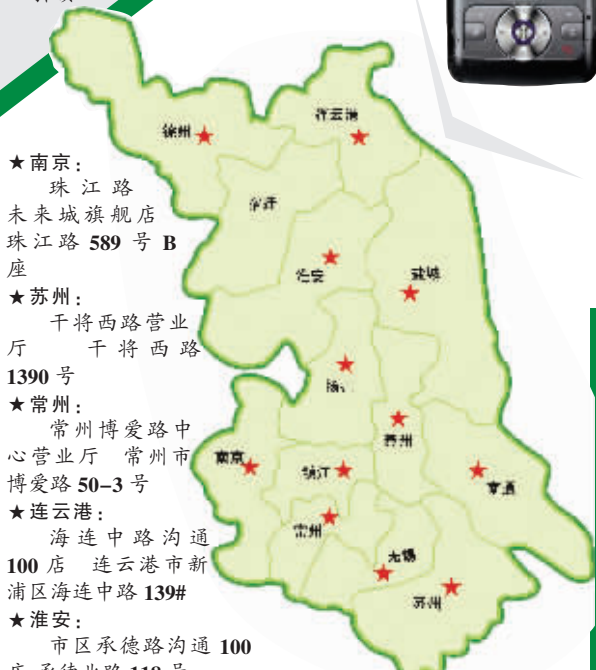 ★南京：
珠江路
未来城旗舰店
珠江路 589 号 B
座
★苏州：
干将西路营业
厅 干将西路
1390 号
★常州：
常州博爱路中
心营业厅 常州市
博爱路 50-3 号
★连云港：
海连中路沟通
100 店 连云港市新
浦区海连中路 139#
★淮安：
市区承德路沟通 100
徐州
连云港
宿迁
淮安
盐城
南京
镇江
南通
常州
无锡
苏州